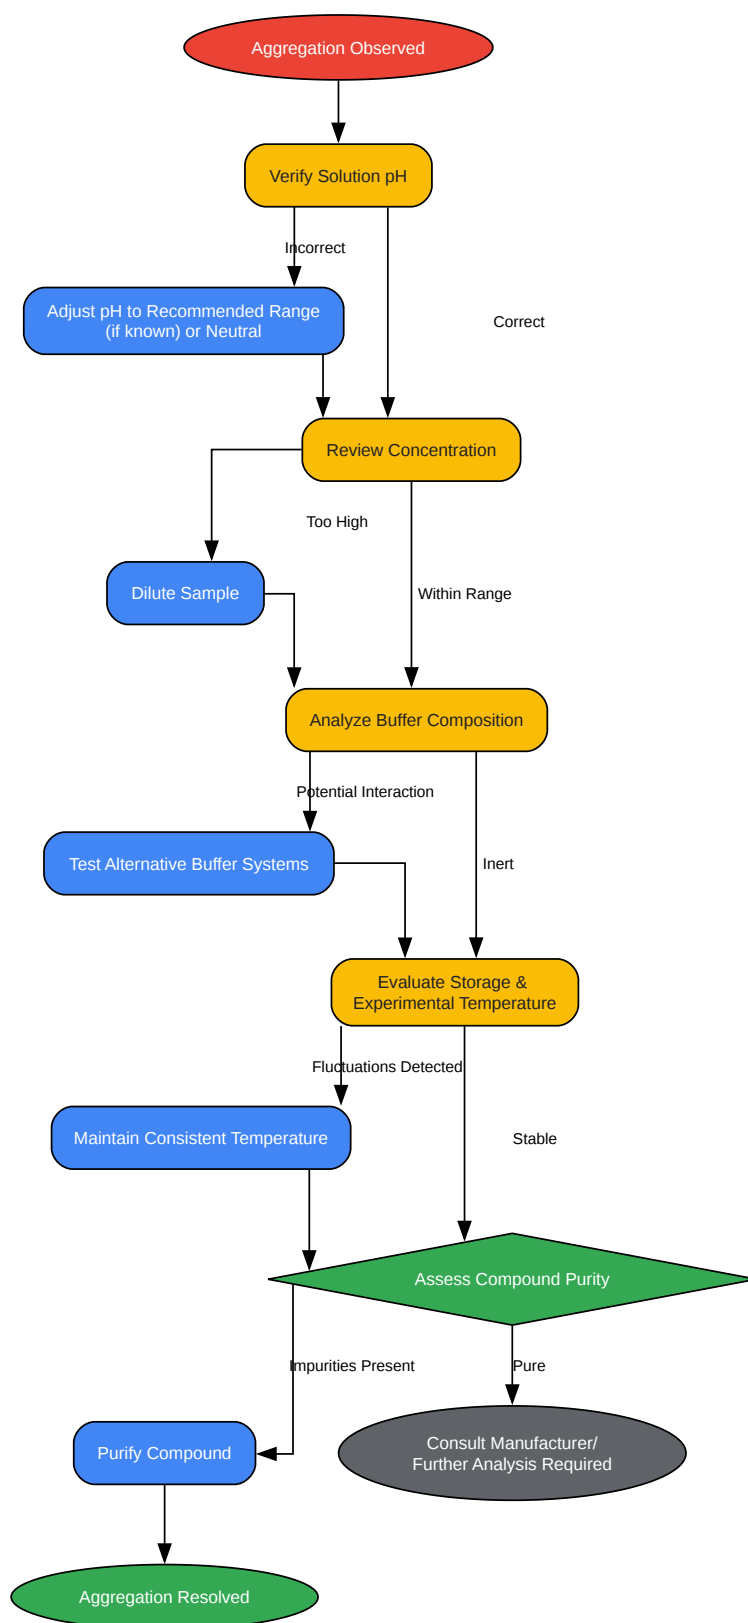 Aggregation Observed
Verify Solution pH
Incorrect
Adjust pH to Recommended Range
(if known) or Neutral
Correct
Review Concentration
Too High
Dilute Sample
Within Range
Analyze Buffer Composition
Potential Interaction
Test Alternative Buffer Systems
Inert
Evaluate Storage &
Experimental Temperature
Fluctuations Detected
Maintain Consistent Temperature
Stable
Assess Compound Purity
Impurities Present
Pure
Consult Manufacturer/
Further Analysis Required
Purify Compound
Aggregation Resolved